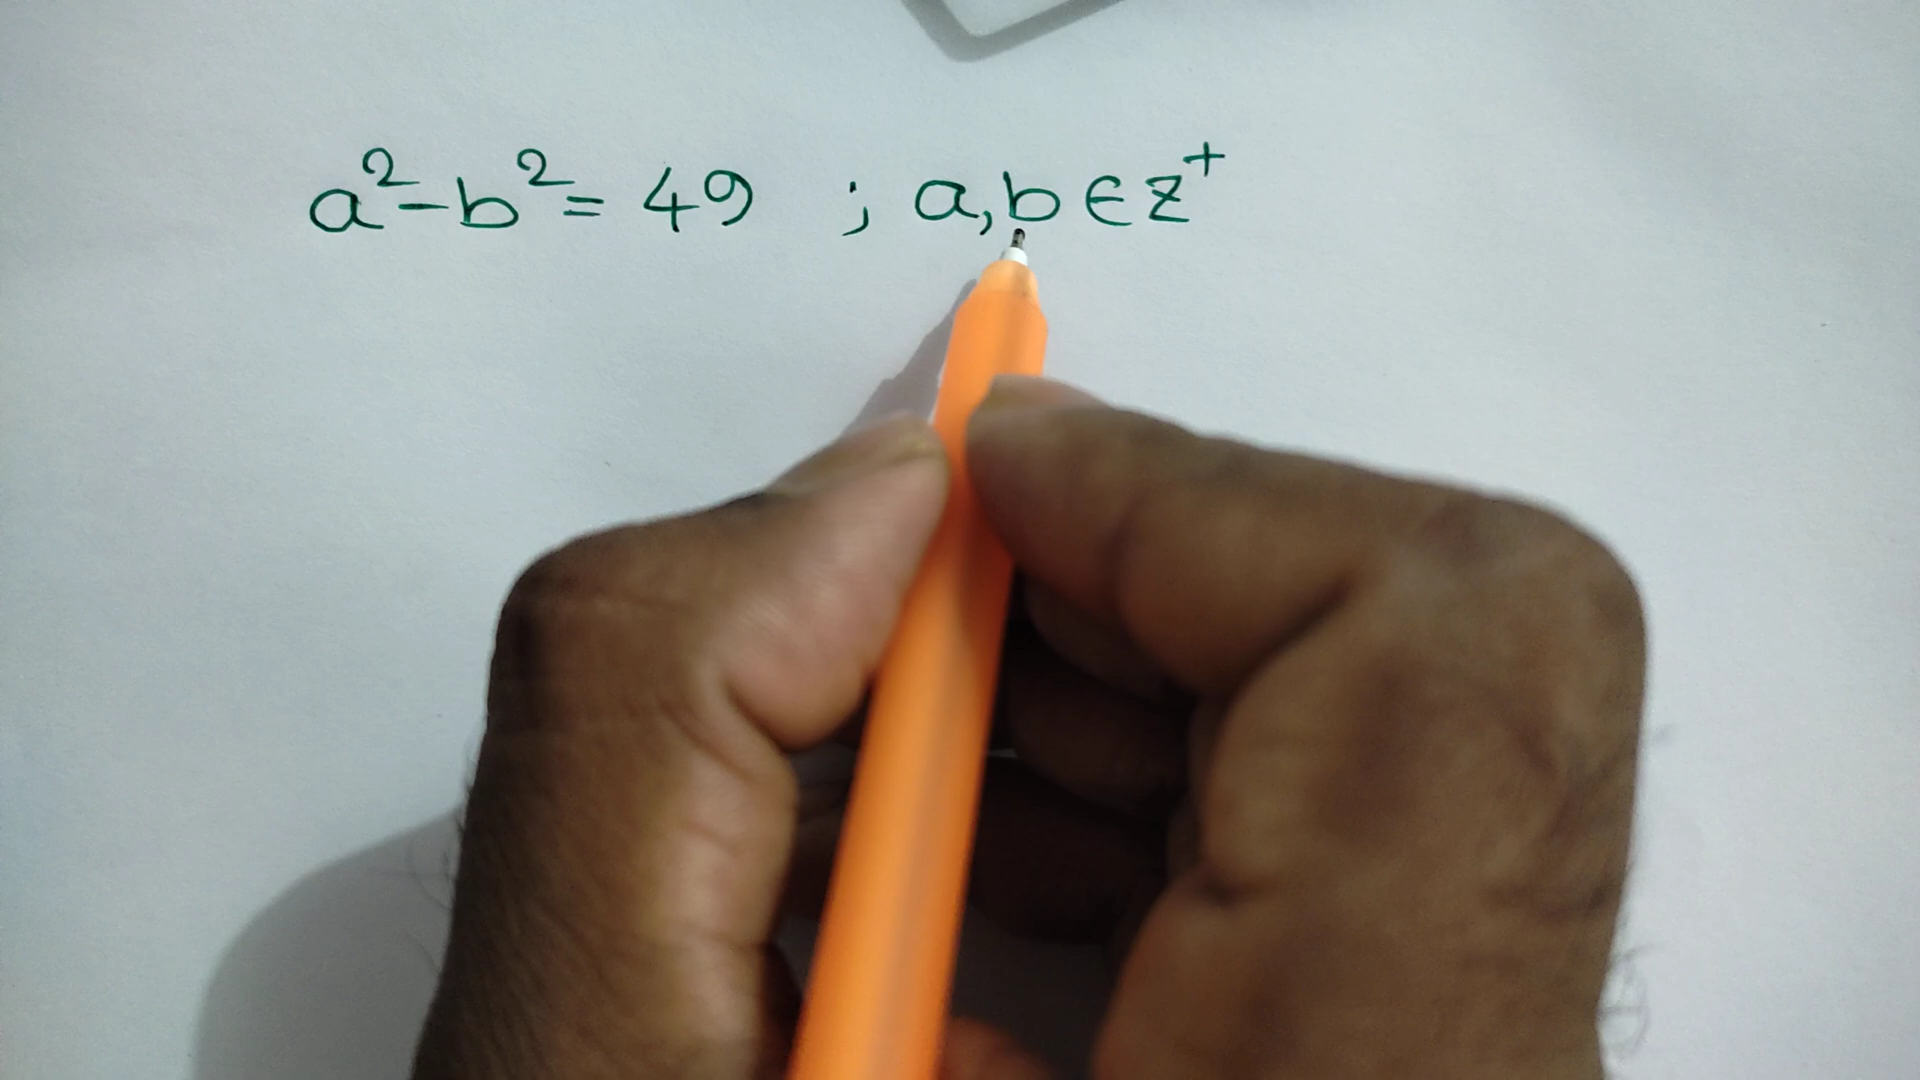 a²-b²= 49 ; a,b ∈ z⁺